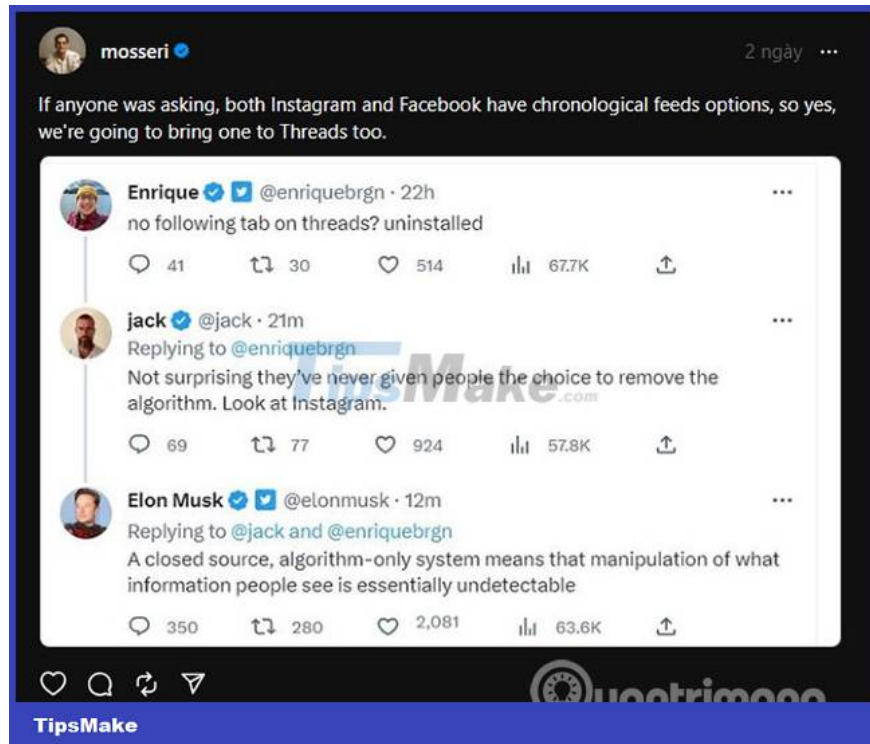 mosseri
2 ngày
If anyone was asking, both Instagram and Facebook have chronological feeds options, so yes,
we're going to bring one to Threads too.
Enrique @enriquebrgn · 22h
no following tab on threads? uninstalled
41 30 514 67.7K
jack @jack · 21m
Replying to @enriquebrgn
Not surprising they've never given people the choice to remove the
algorithm. Look at Instagram.
TipsMake.com
69 77 924 57.8K
Elon Musk @elonmusk · 12m
Replying to @jack and @enriquebrgn
A closed source, algorithm-only system means that manipulation of what
information people see is essentially undetectable
350 280 2,081 63.6K
TipsMake